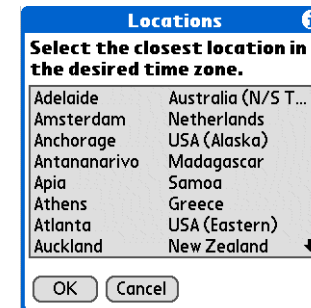 Locations
Select the closest location in
the desired time zone.
Adelaide Australia (N/S T...
Amsterdam Netherlands
Anchorage USA (Alaska)
Antananarivo Madagascar
Apia Samoa
Athens Greece
Atlanta USA (Eastern)
Auckland New Zealand
OK Cancel